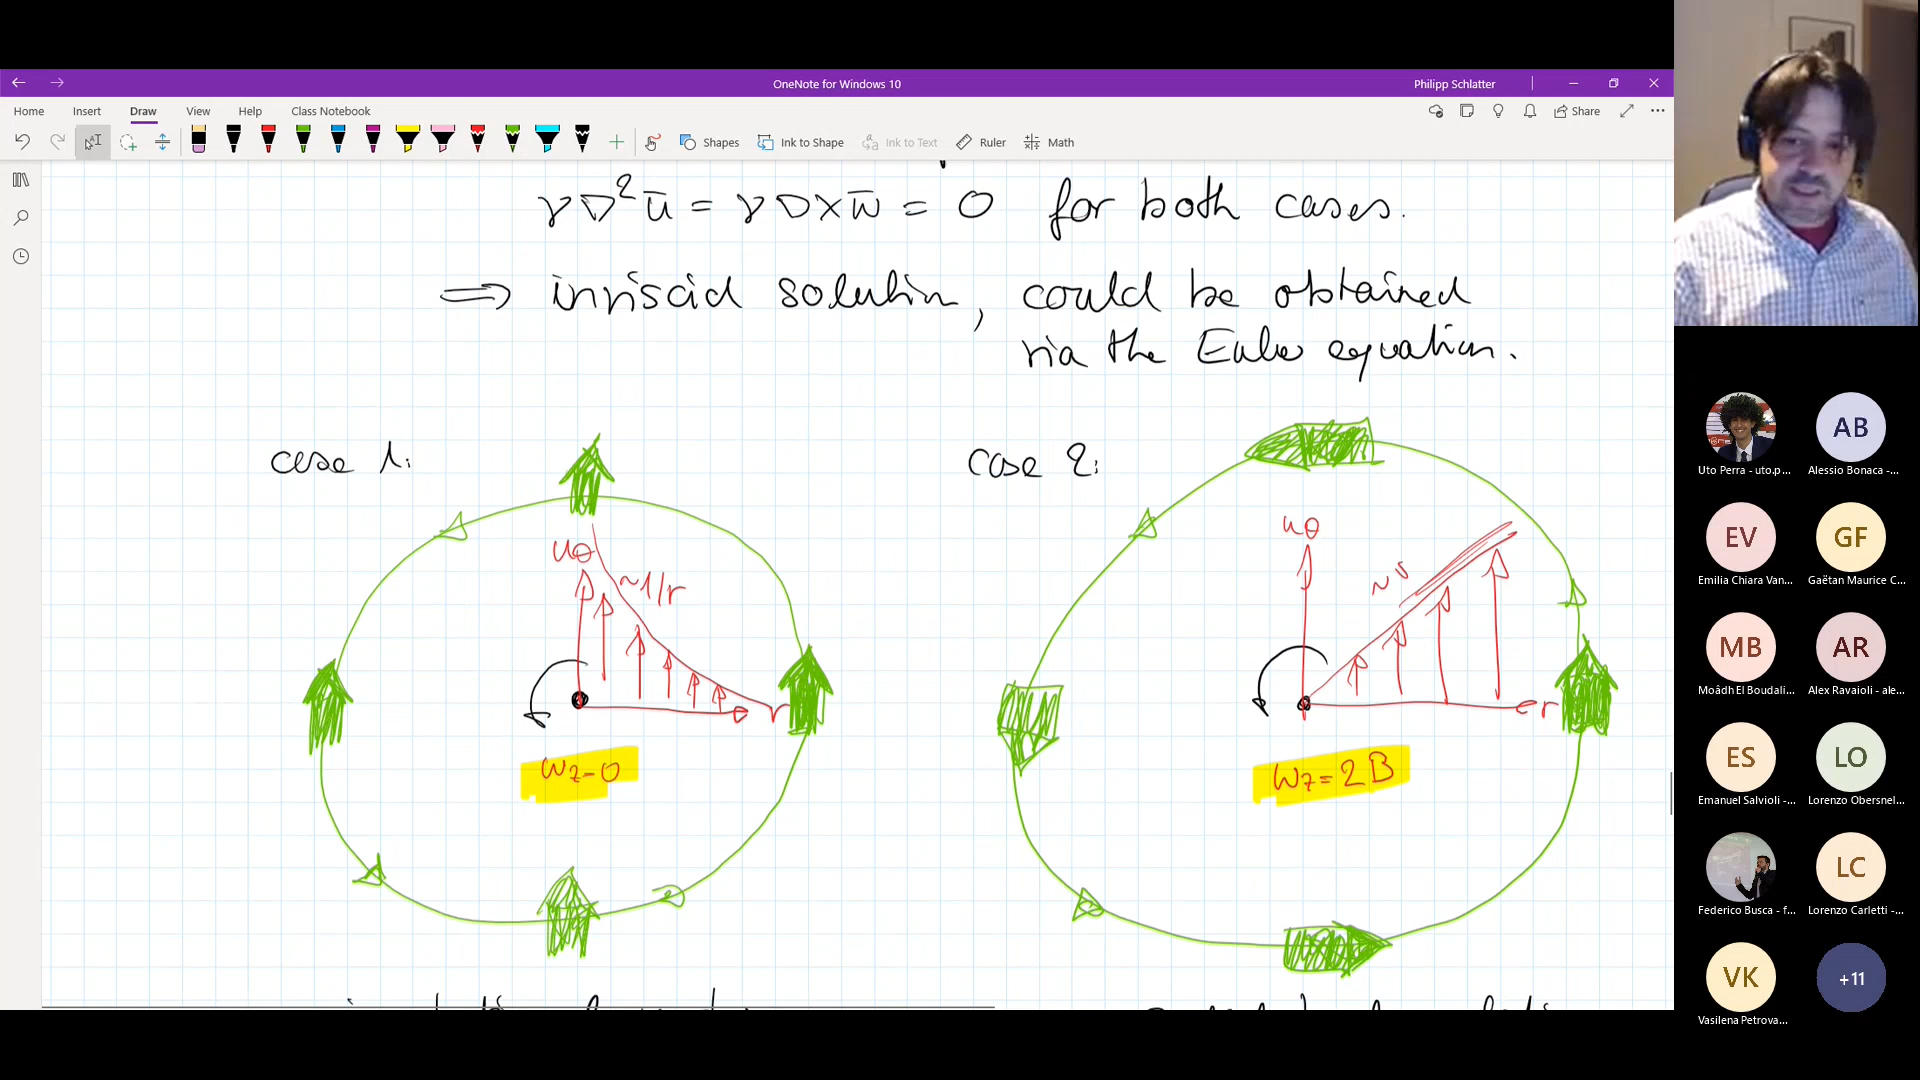 OneNote for Windows 10
Philipp Schlatter
Home Insert Draw View Help Class Notebook
Share
Shapes Ink to Shape Ink to Text Ruler Math
γ∇²ū = γ∇×w̄ = 0 for both cases.
⇒ inviscid solution, could be obtained
via the Euler equation.
case 1:
case 2:
uθ
~1/r
r
ωz=0
uθ
~r
r
ωz=2B
Uto Perra - uto.p...
AB
Alessio Bonaca -...
EV
Emilia Chiara Van...
GF
Gaëtan Maurice C...
MB
Moâdh El Boudali...
AR
Alex Ravaioli - ale...
ES
Emanuel Salvioli -...
LO
Lorenzo Obersnel...
Federico Busca - f...
LC
Lorenzo Carletti -...
VK
Vasilena Petrova...
+11